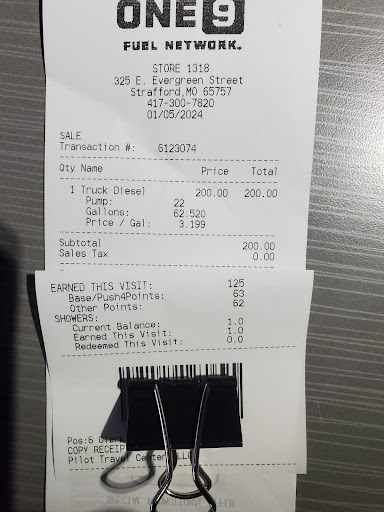 ONE 9
FUEL NETWORK.
STORE 1318
325 E. Evergreen Street
Strafford,MO 65757
417-300-7820
01/05/2024
SALE
Transaction #: 6123074
Qty Name Price Total
1 Truck Diesel 200.00 200.00
Pump: 22
Gallons: 62.520
Price / Gal: 3.199
Subtotal 200.00
Sales Tax 0.00
EARNED THIS VISIT: 125
Base/Push4Points: 63
Other Points: 62
SHOWERS:
Current Balance: 1.0
Earned This Visit: 1.0
Redeemed This Visit: 0.0
Pos:6
COPY RECEIP
Pilot Travel Center LLC